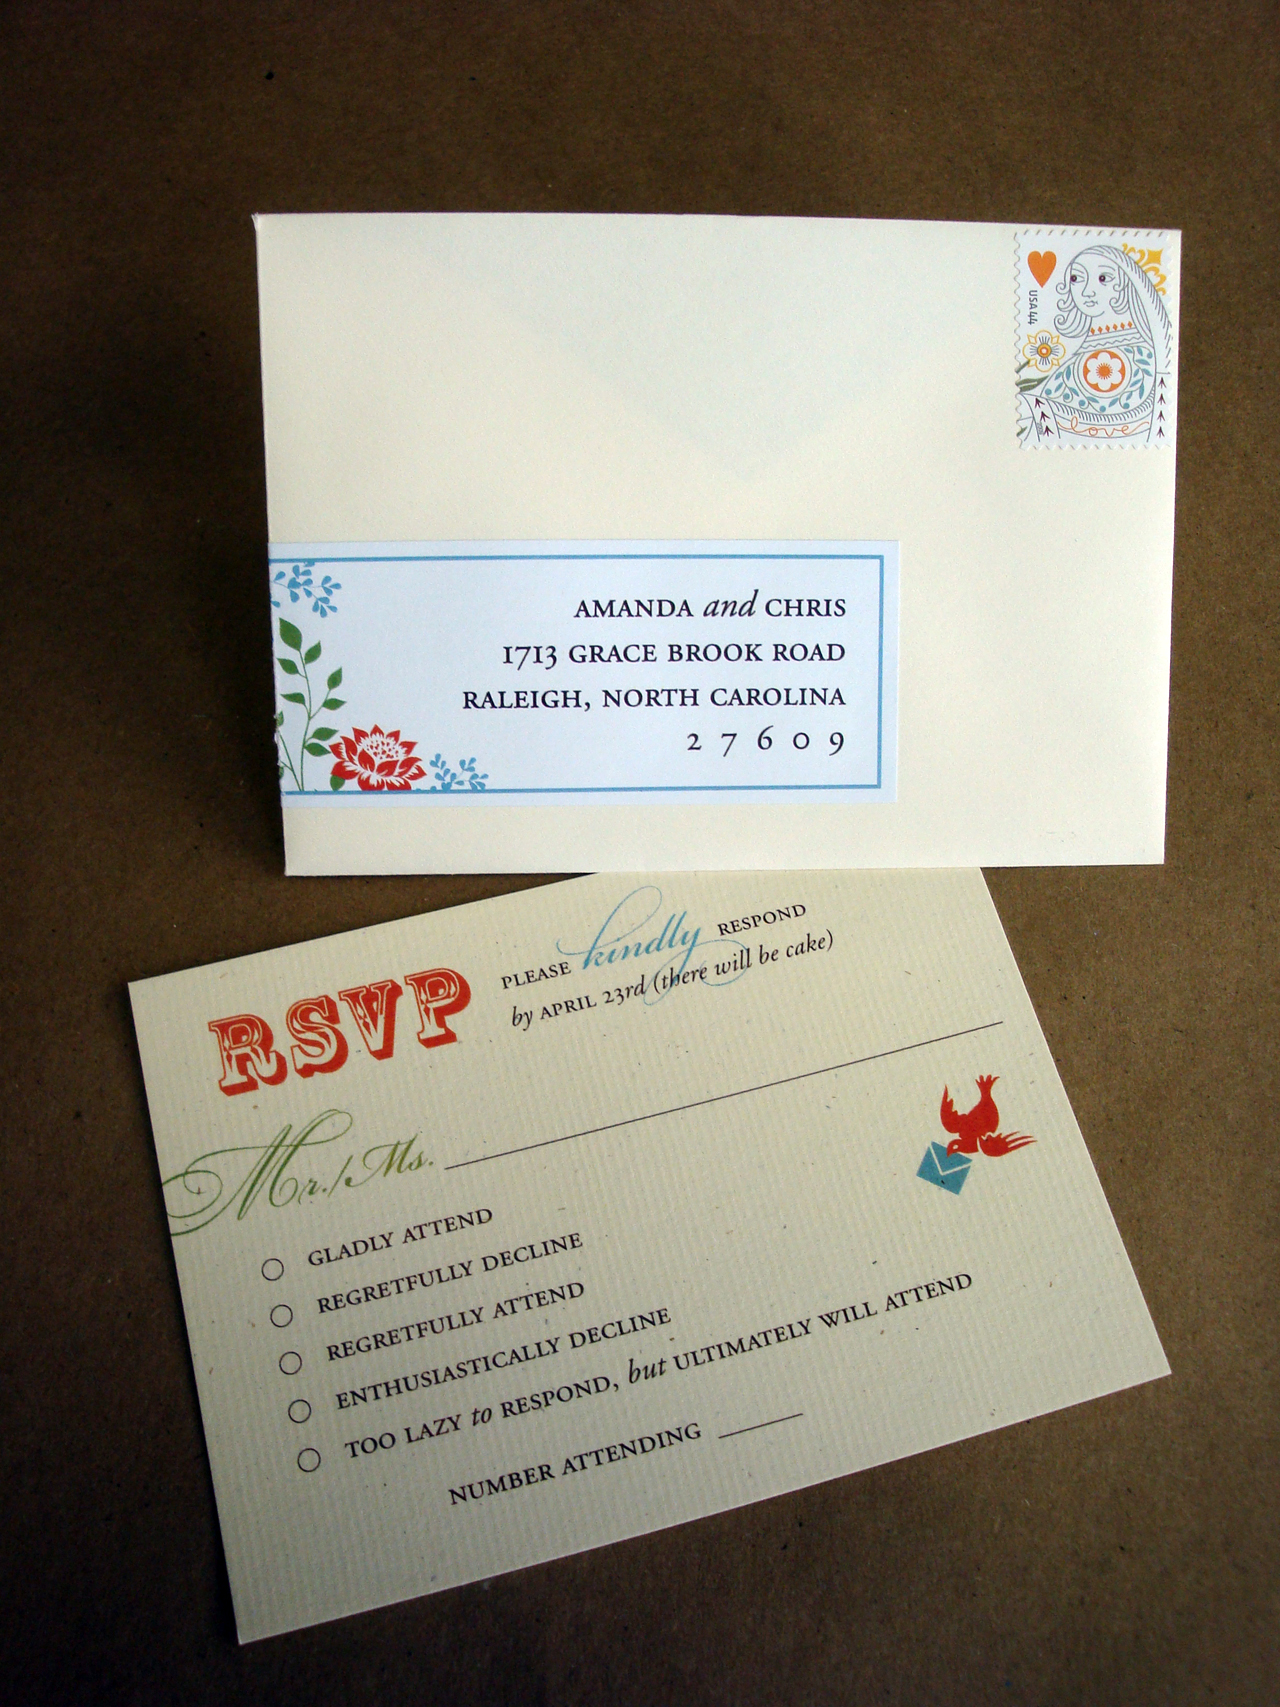 USA 44
love
AMANDA and CHRIS
1713 GRACE BROOK ROAD
RALEIGH, NORTH CAROLINA
27609
RSVP
PLEASE kindly RESPOND
by APRIL 23rd (there will be cake)
Mr./Ms.
GLADLY ATTEND
REGRETFULLY DECLINE
REGRETFULLY ATTEND
ENTHUSIASTICALLY DECLINE
TOO LAZY to RESPOND, but ULTIMATELY WILL ATTEND
NUMBER ATTENDING